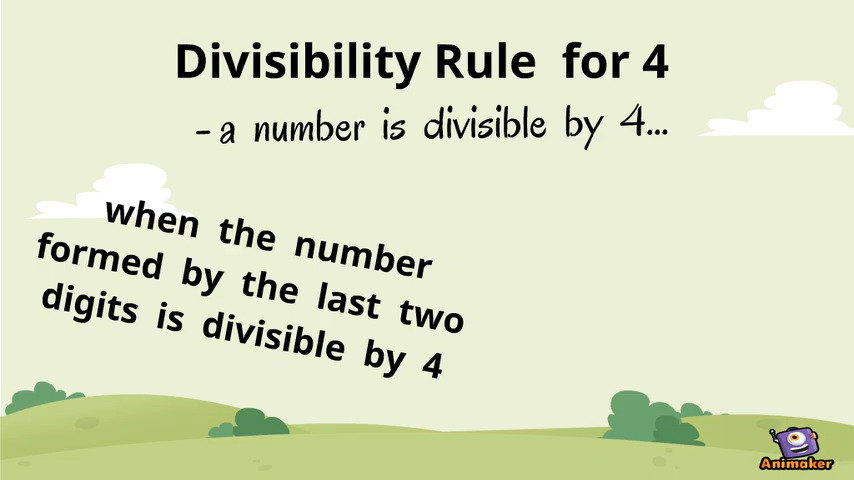 Divisibility Rule for 4
- a number is divisible by 4...
when the number
formed by the last two
digits is divisible by 4
Animaker